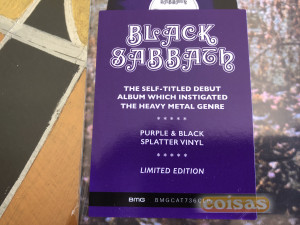 BLACK
SABBATH
THE SELF-TITLED DEBUT
ALBUM WHICH INSTIGATED
THE HEAVY METAL GENRE
* * * * *
PURPLE & BLACK
SPLATTER VINYL
* * * * *
LIMITED EDITION
BMG
coisas